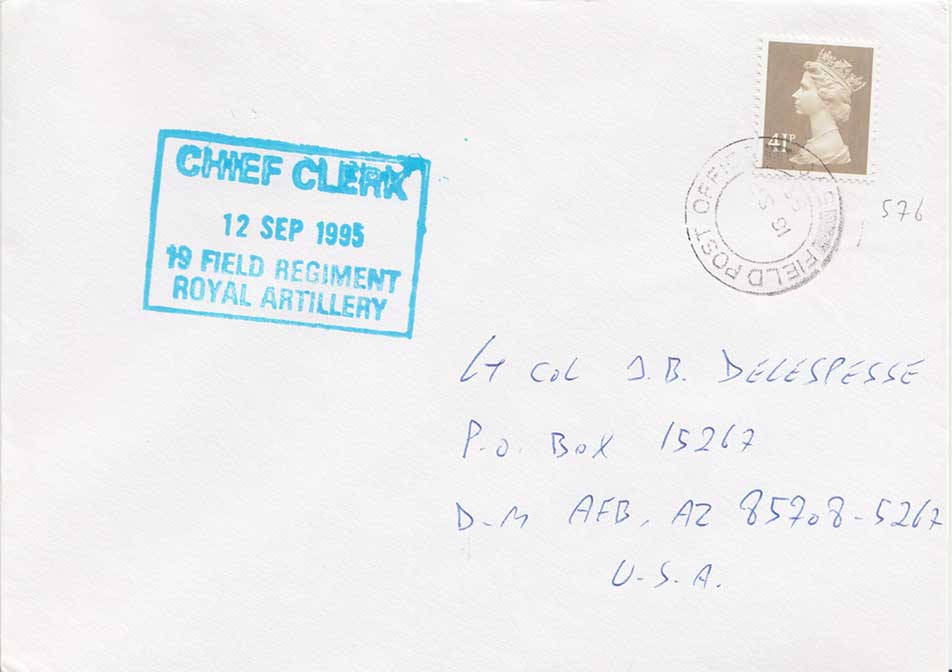 41P
CHIEF CLERK
12 SEP 1995
19 FIELD REGIMENT
ROYAL ARTILLERY
FIELD POST OFFICE
576
Lt COL J.B. DELESPESSE
P.O. BOX 15267
D-M AFB, AZ 85708-5267
U.S.A.